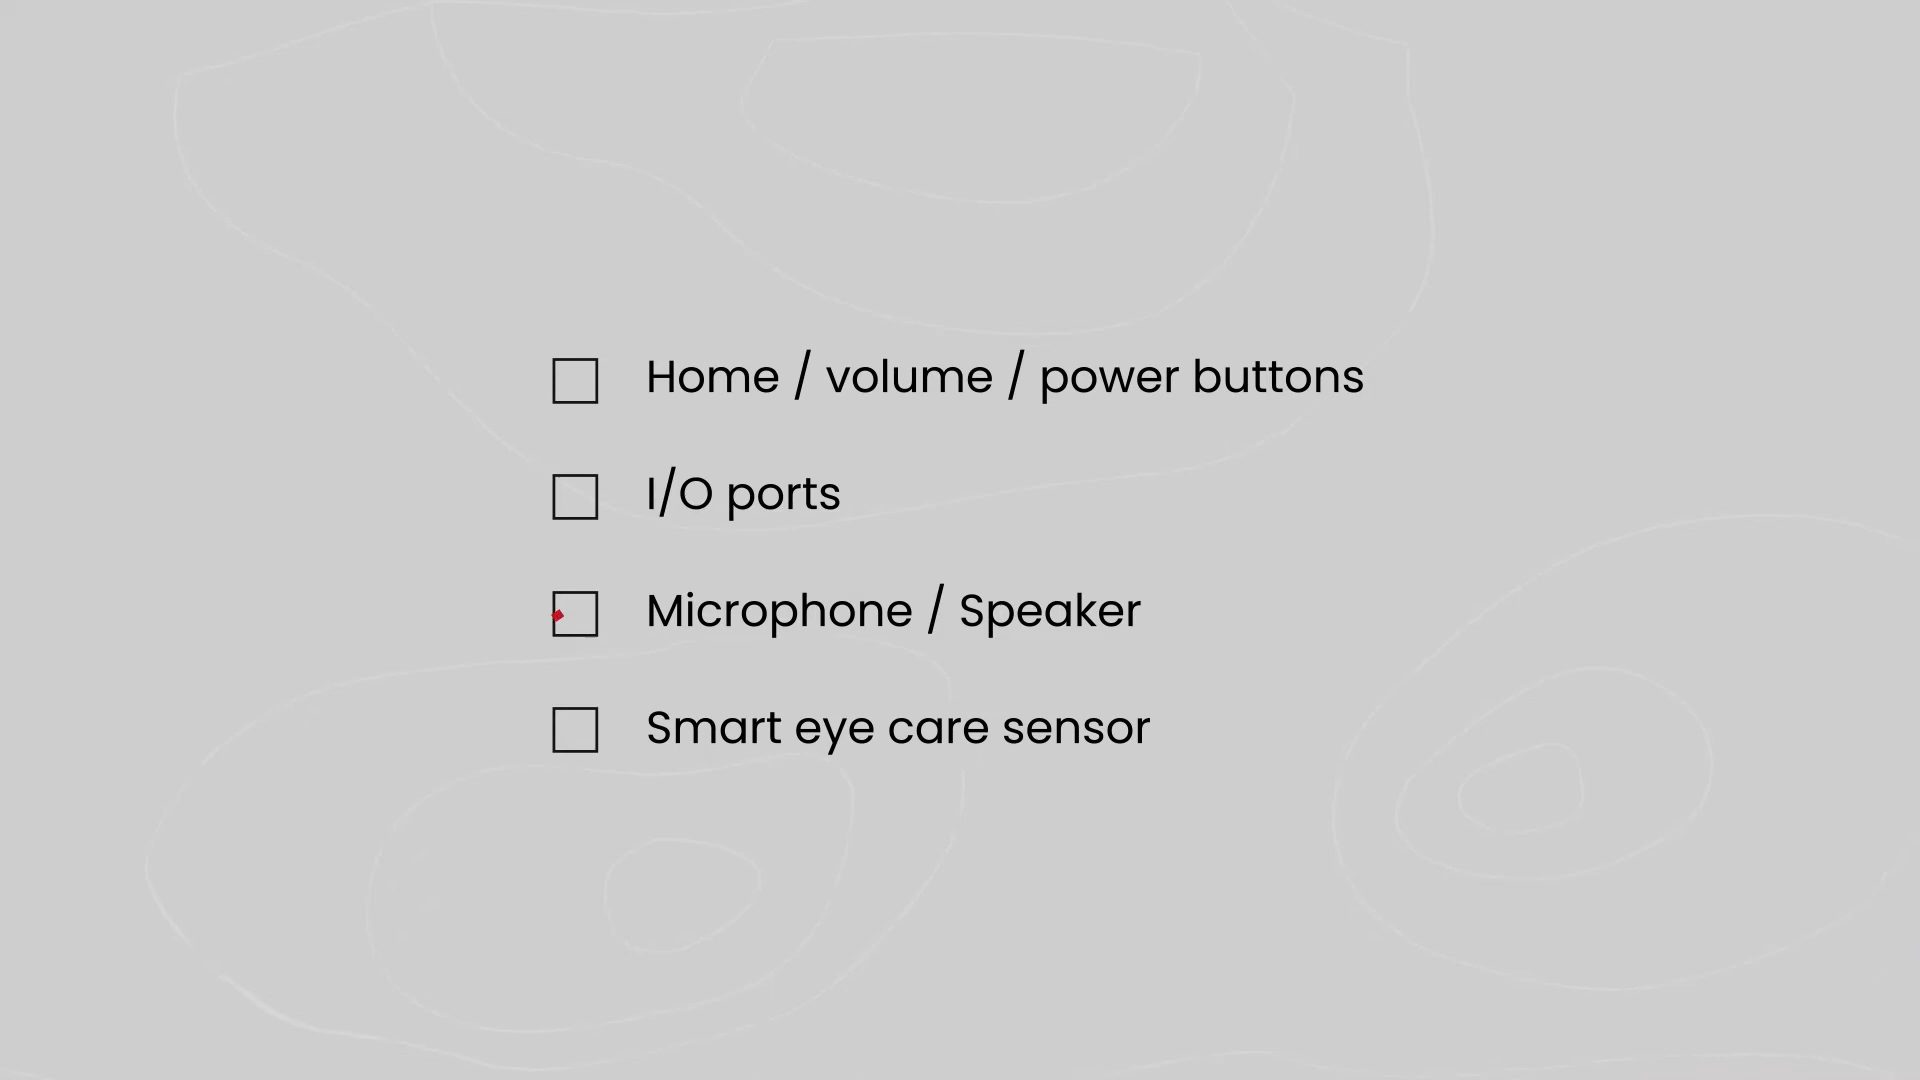 Home / volume / power buttons
I/O ports
Microphone / Speaker
Smart eye care sensor